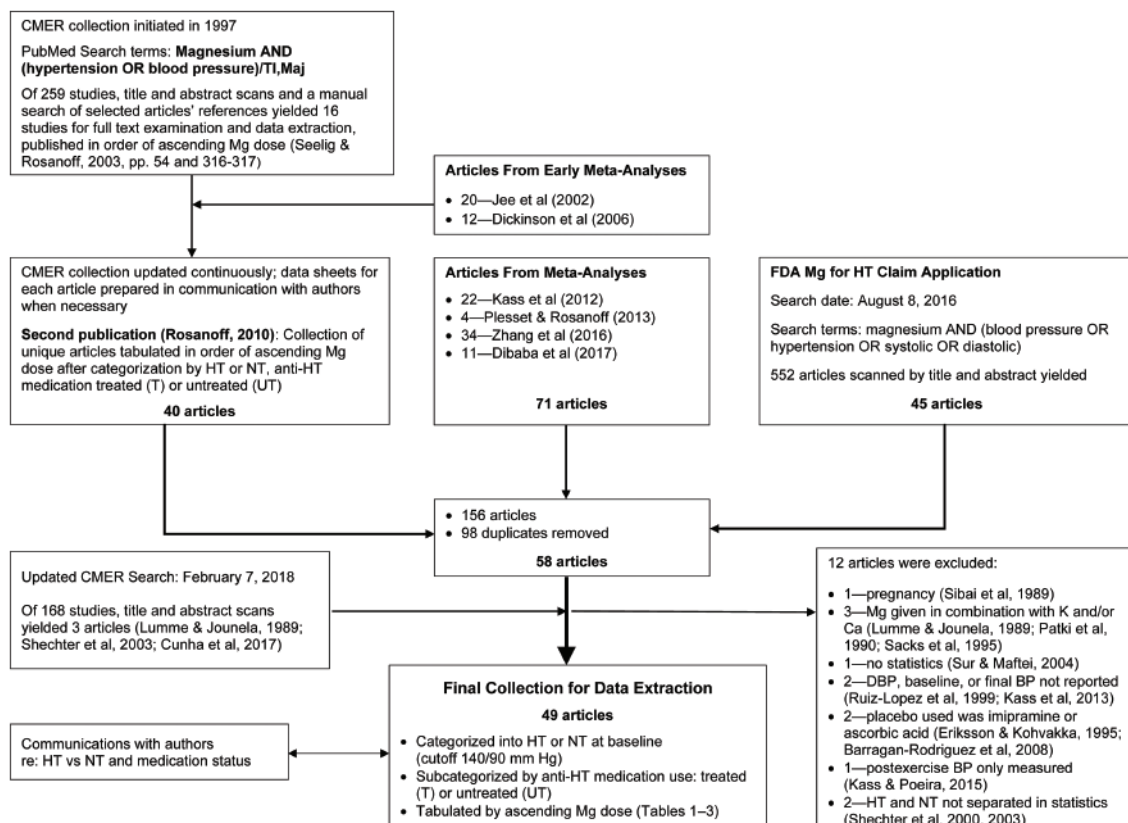 CMER collection initiated in 1997
PubMed Search terms: Magnesium AND
(hypertension OR blood pressure)/TI,Maj
Of 259 studies, title and abstract scans and a manual
search of selected articles' references yielded 16
studies for full text examination and data extraction,
published in order of ascending Mg dose (Seelig &
Rosanoff, 2003, pp. 54 and 316-317)
Articles From Early Meta-Analyses
• 20—Jee et al (2002)
• 12—Dickinson et al (2006)
CMER collection updated continuously; data sheets for
each article prepared in communication with authors
when necessary
Second publication (Rosanoff, 2010): Collection of
unique articles tabulated in order of ascending Mg
dose after categorization by HT or NT, anti-HT
medication treated (T) or untreated (UT)
40 articles
Articles From Meta-Analyses
• 22—Kass et al (2012)
• 4—Plesset & Rosanoff (2013)
• 34—Zhang et al (2016)
• 11—Dibaba et al (2017)
71 articles
FDA Mg for HT Claim Application
Search date: August 8, 2016
Search terms: magnesium AND (blood pressure OR
hypertension OR systolic OR diastolic)
552 articles scanned by title and abstract yielded
45 articles
• 156 articles
• 98 duplicates removed
58 articles
Updated CMER Search: February 7, 2018
Of 168 studies, title and abstract scans
yielded 3 articles (Lumme & Jounela, 1989;
Shechter et al, 2003; Cunha et al, 2017)
12 articles were excluded:
• 1—pregnancy (Sibai et al, 1989)
• 3—Mg given in combination with K and/or
Ca (Lumme & Jounela, 1989; Patki et al,
1990; Sacks et al, 1995)
• 1—no statistics (Sur & Maftei, 2004)
• 2—DBP, baseline, or final BP not reported
(Ruiz-Lopez et al, 1999; Kass et al, 2013)
• 2—placebo used was imipramine or
ascorbic acid (Eriksson & Kohvakka, 1995;
Barragan-Rodriguez et al, 2008)
• 1—postexercise BP only measured
(Kass & Poeira, 2015)
• 2—HT and NT not separated in statistics
(Shechter et al, 2000, 2003)
Final Collection for Data Extraction
49 articles
• Categorized into HT or NT at baseline
(cutoff 140/90 mm Hg)
• Subcategorized by anti-HT medication use: treated
(T) or untreated (UT)
• Tabulated by ascending Mg dose (Tables 1–3)
Communications with authors
re: HT vs NT and medication status